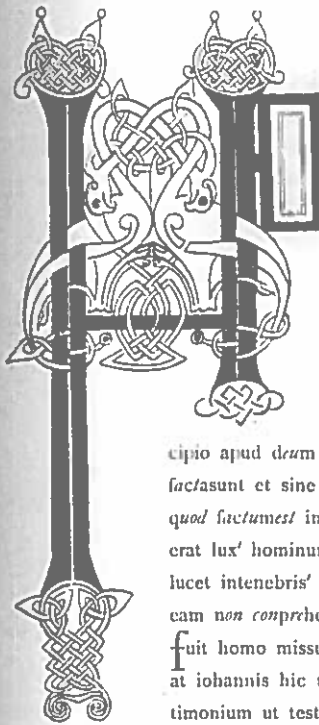 cipio apud deum
factasunt et sine
quod factumest in
erat lux' hominum
lucet intenebris'
eam non conprehe
fuit homo missu
at iohannis hic
timonium ut test